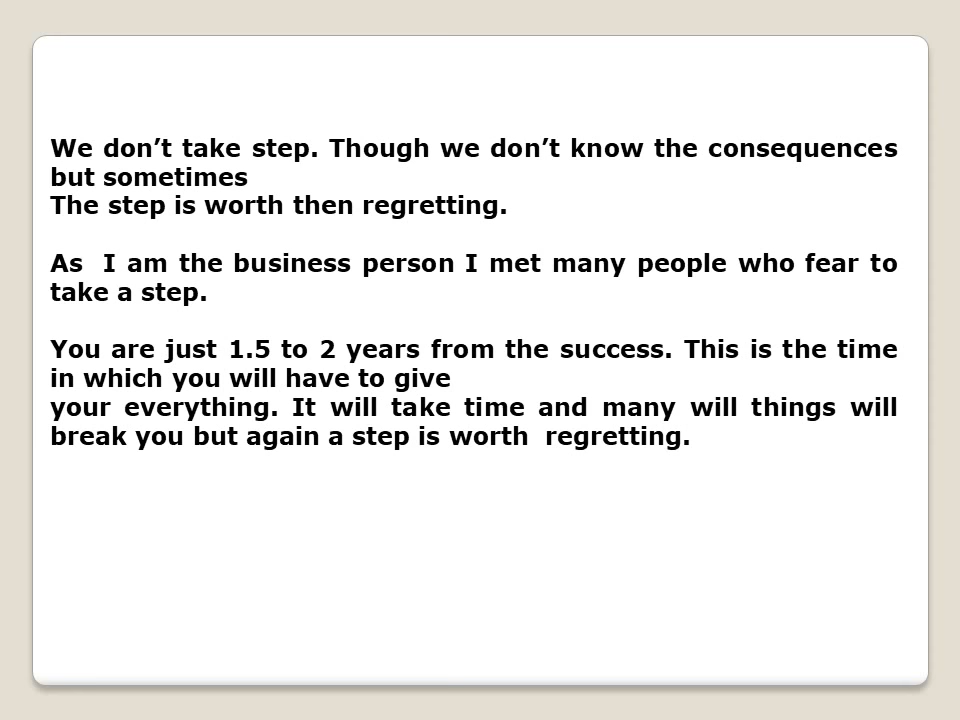 We don’t take step. Though we don’t know the consequences
but sometimes
The step is worth then regretting.
As  I am the business person I met many people who fear to
take a step.
You are just 1.5 to 2 years from the success. This is the time
in which you will have to give
your everything. It will take time and many will things will
break you but again a step is worth  regretting.